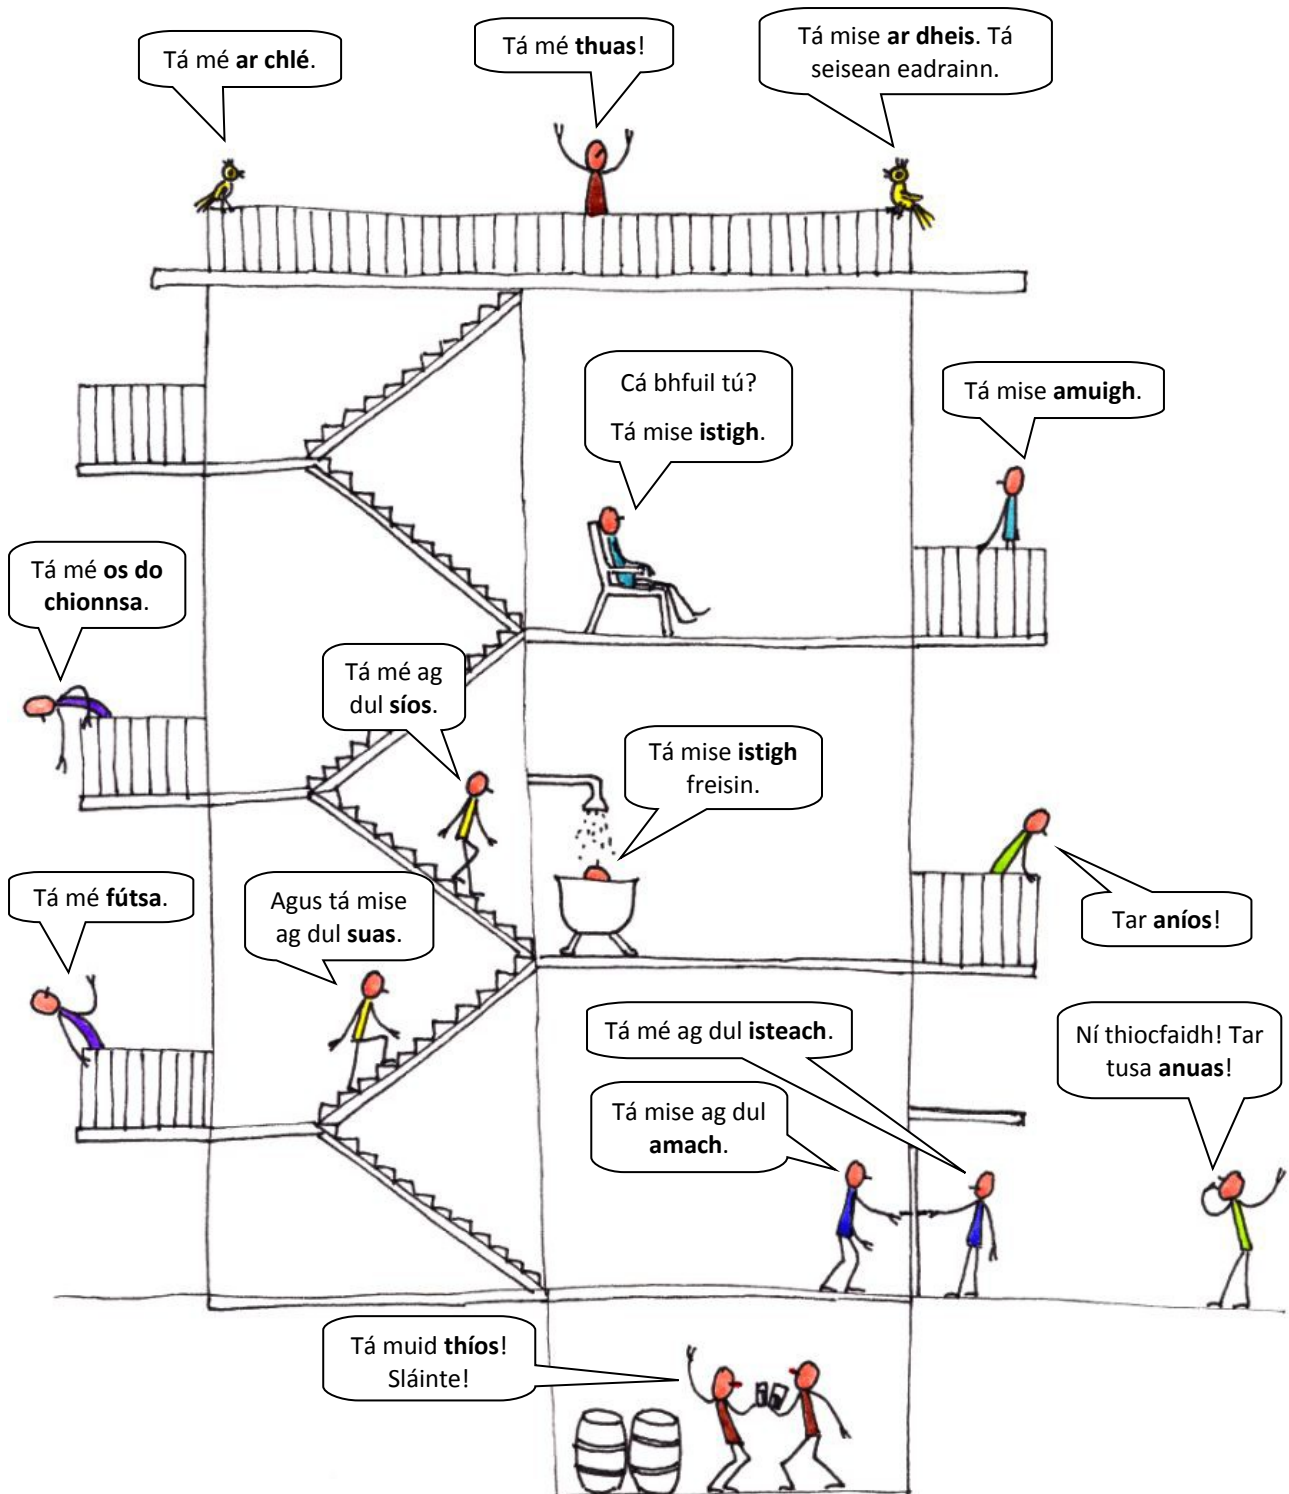 Tá mé ar chlé.
Tá mé thuas!
Tá mise ar dheis. Tá
seisean eadrainn.
Cá bhfuil tú?
Tá mise istigh.
Tá mise amuigh.
Tá mé os do
chionnsa.
Tá mé ag
dul síos.
Tá mise istigh
freisin.
Tá mé fútsa.
Agus tá mise
ag dul suas.
Tar aníos!
Tá mé ag dul isteach.
Ní thiocfaidh! Tar
tusa anuas!
Tá mise ag dul
amach.
Tá muid thíos!
Sláinte!